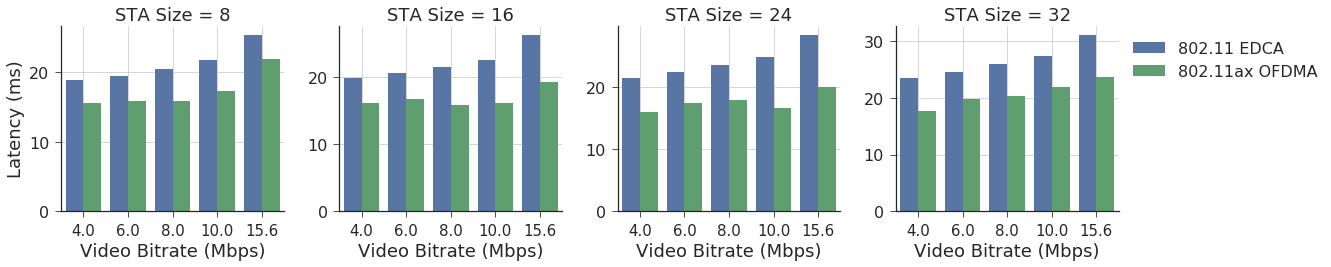 STA Size = 8
Latency (ms)
20
10
0
4.0 6.0 8.0 10.0 15.6
Video Bitrate (Mbps)
STA Size = 16
20
10
0
4.0 6.0 8.0 10.0 15.6
Video Bitrate (Mbps)
STA Size = 24
20
10
0
4.0 6.0 8.0 10.0 15.6
Video Bitrate (Mbps)
STA Size = 32
30
20
10
0
4.0 6.0 8.0 10.0 15.6
Video Bitrate (Mbps)
802.11 EDCA
802.11ax OFDMA